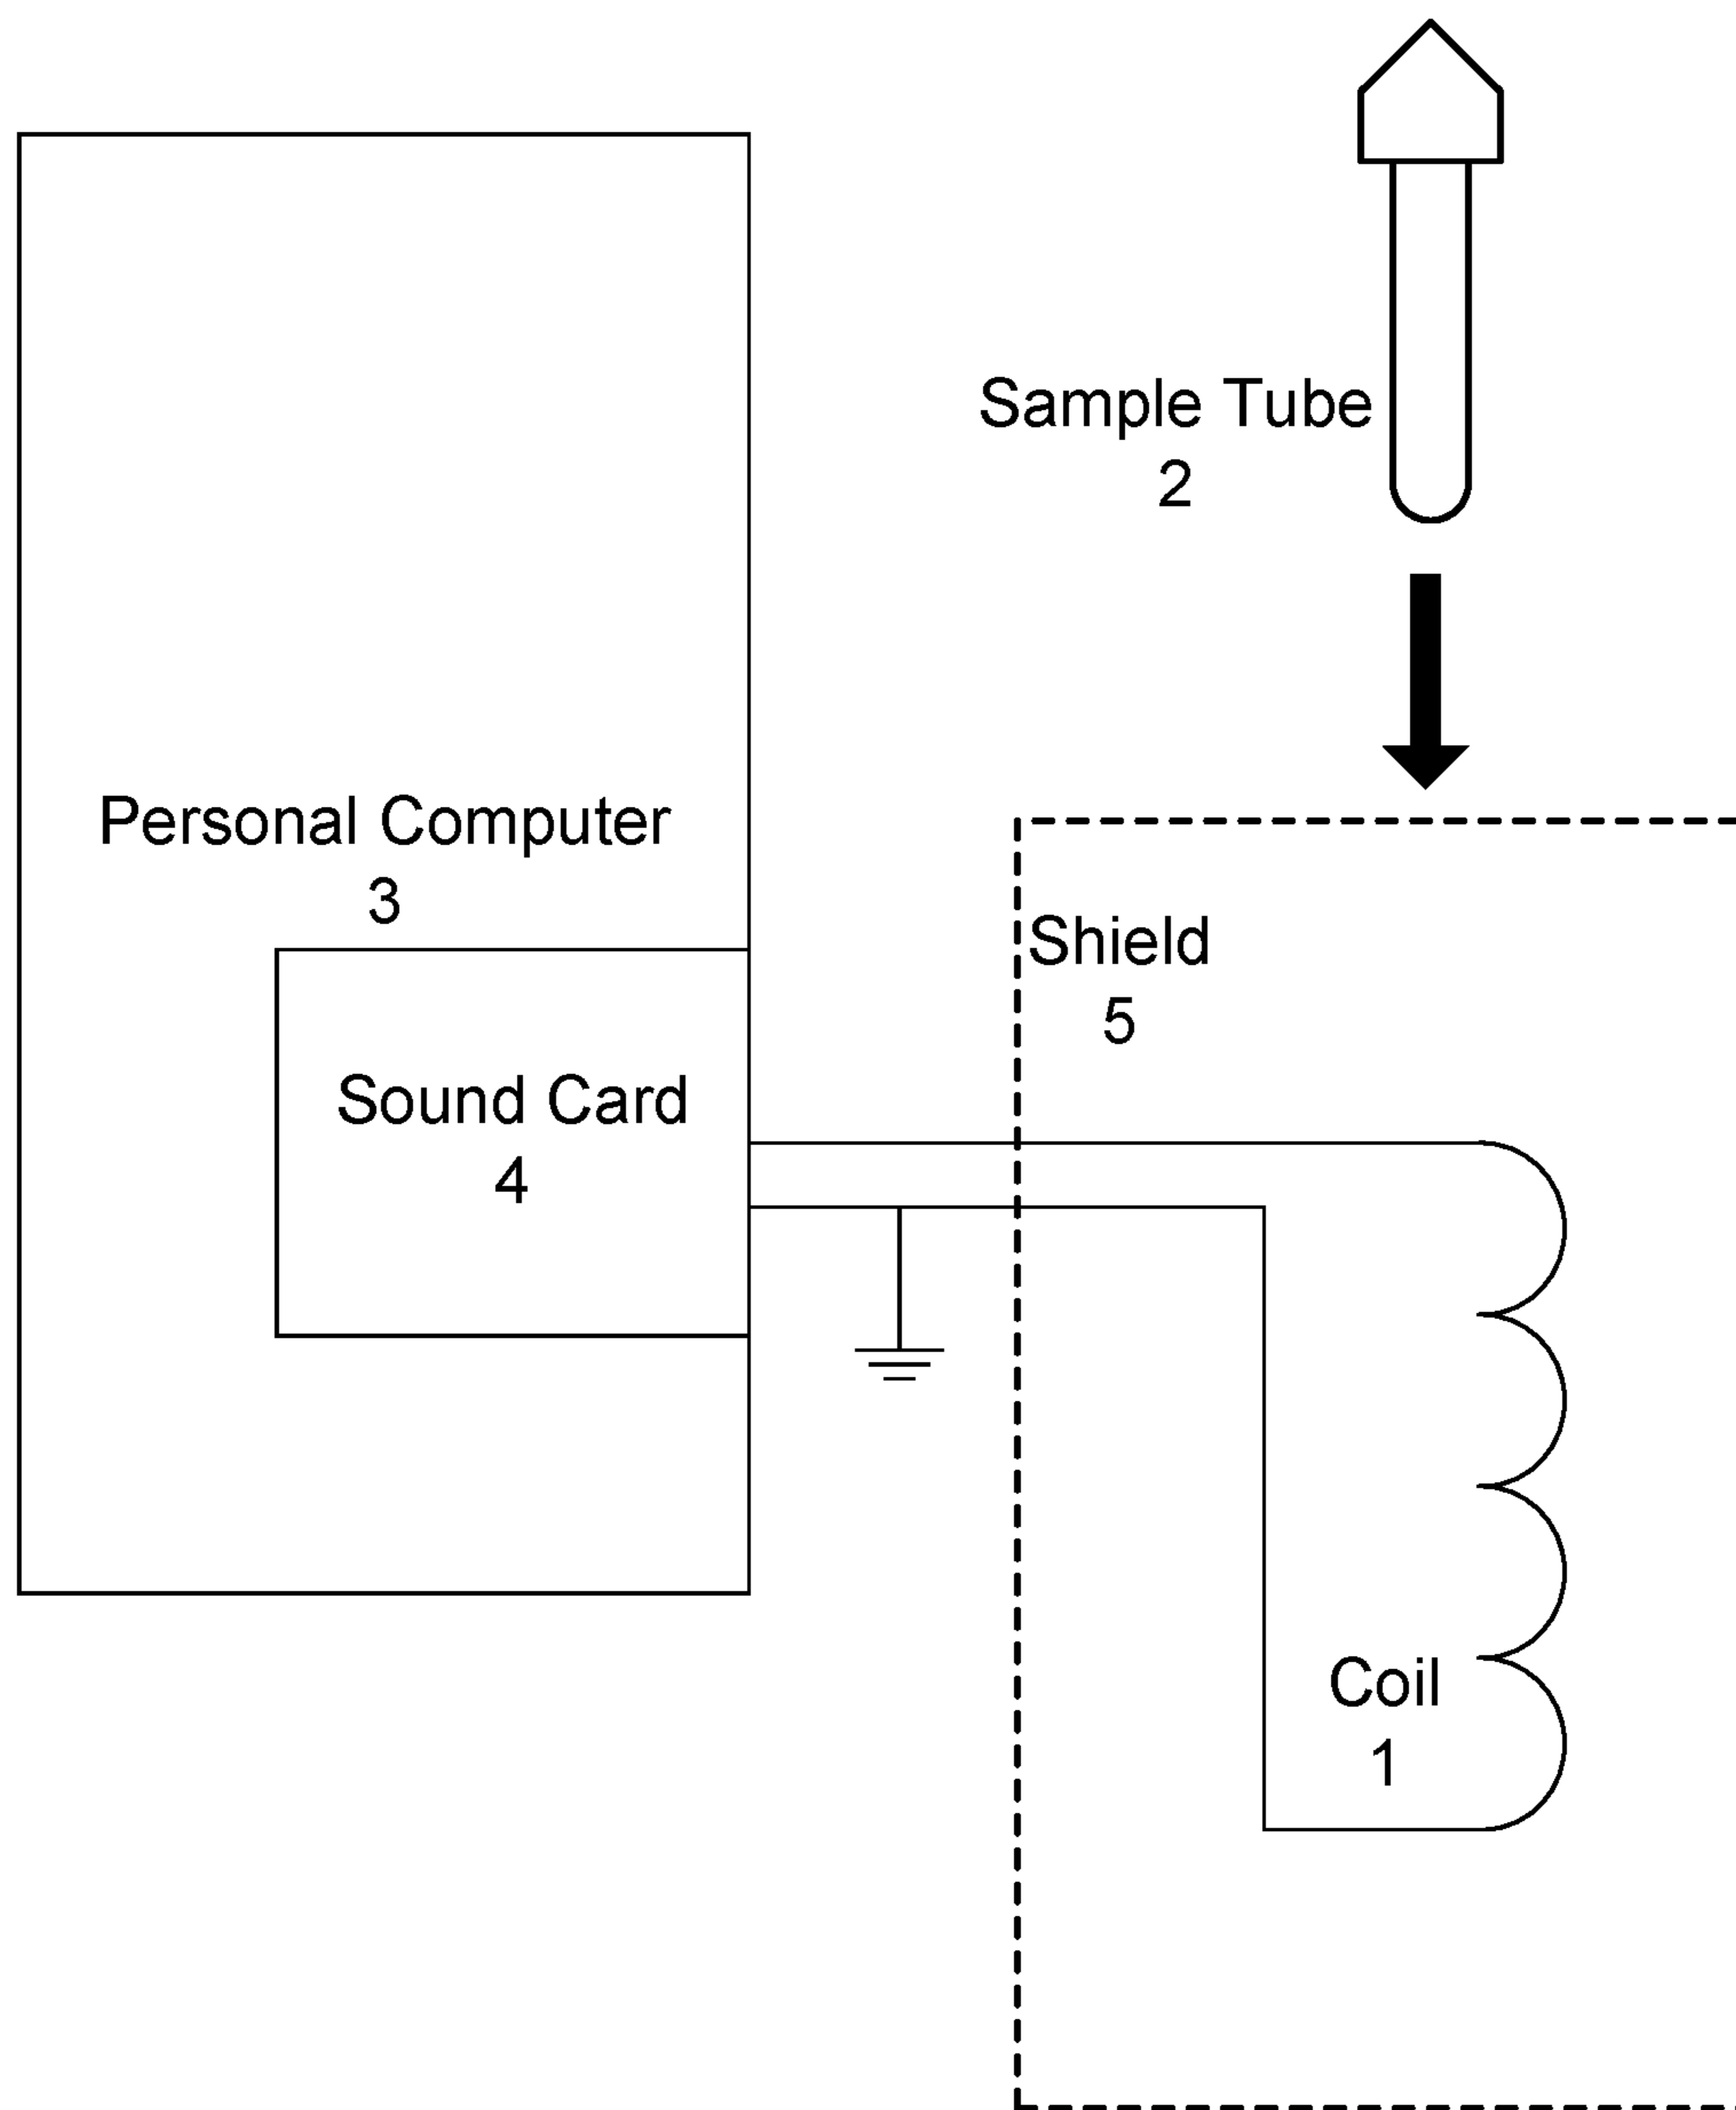 Sample Tube
2
Personal Computer
3
Shield
5
Sound Card
4
Coil
1